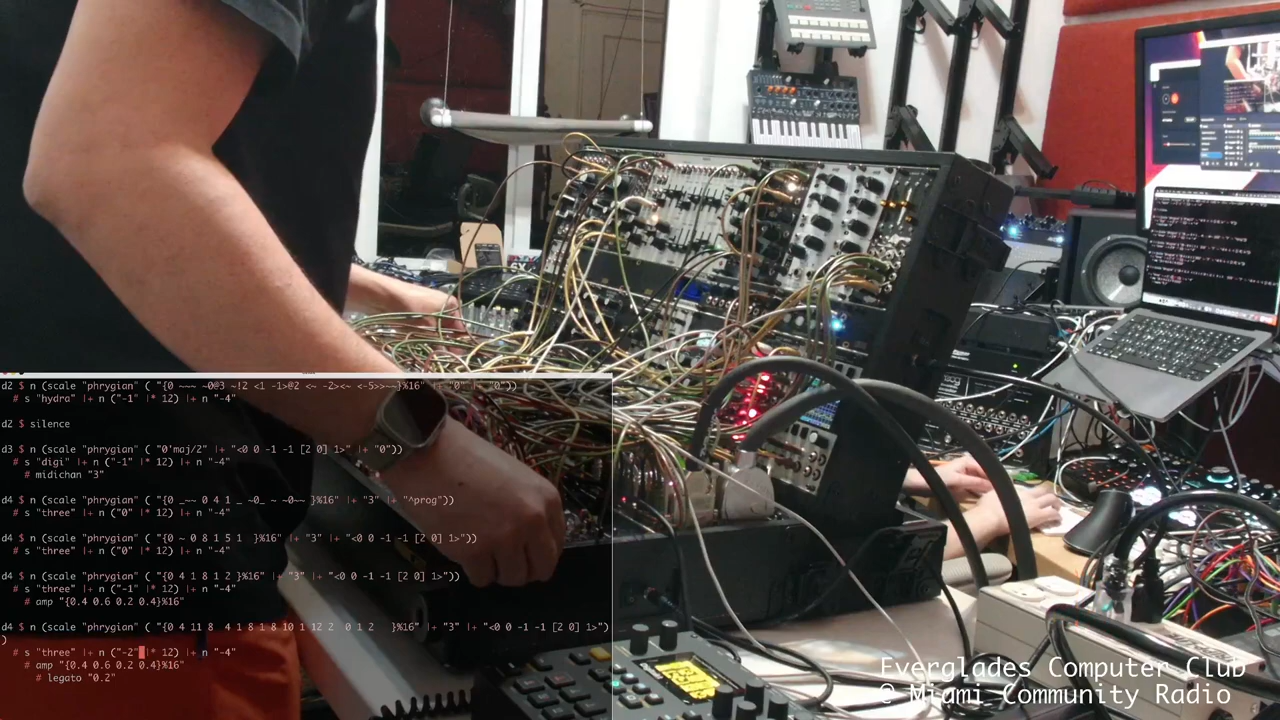 d2 $ n (scale "phrygian" ( "{0 ~~~ ~0@3 ~!2 <1 -1>@2 <~ -2><~ <-5>>~~}%16" |+ "0" |+ "0"))
# s "hydra" |+ n ("-1" |* 12) |+ n "-4"
d2 $ silence
d3 $ n (scale "phrygian" ( "0'maj/2" |+ "<0 0 -1 -1 [2 0] 1>" |+ "0"))
# s "digi" |+ n ("-1" |* 12) |+ n "-4"
# midichan "3"
d4 $ n (scale "phrygian" ( "{0 _~~ 0 4 1 _ ~0_ ~ ~0~~ }%16" |+ "3" |+ "^prog"))
# s "three" |+ n ("0" |* 12) |+ n "-4"
d4 $ n (scale "phrygian" ( "{0 ~ 0 8 1 5 1  }%16" |+ "3" |+ "<0 0 -1 -1 [2 0] 1>"))
# s "three" |+ n ("0" |* 12) |+ n "-4"
d4 $ n (scale "phrygian" ( "{0 4 1 8 1 2 }%16" |+ "3" |+ "<0 0 -1 -1 [2 0] 1>"))
# s "three" |+ n ("-1" |* 12) |+ n "-4"
# amp "{0.4 0.6 0.2 0.4}%16"
d4 $ n (scale "phrygian" ( "{0 4 11 8  4 1 8 1 8 10 1 12 2  0 1 2   }%16" |+ "3" |+ "<0 0 -1 -1 [2 0] 1>")
)
# s "three" |+ n ("-2" |* 12) |+ n "-4"
# amp "{0.4 0.6 0.2 0.4}%16"
# legato "0.2"
Everglades Computer Club
@ Miami Community Radio